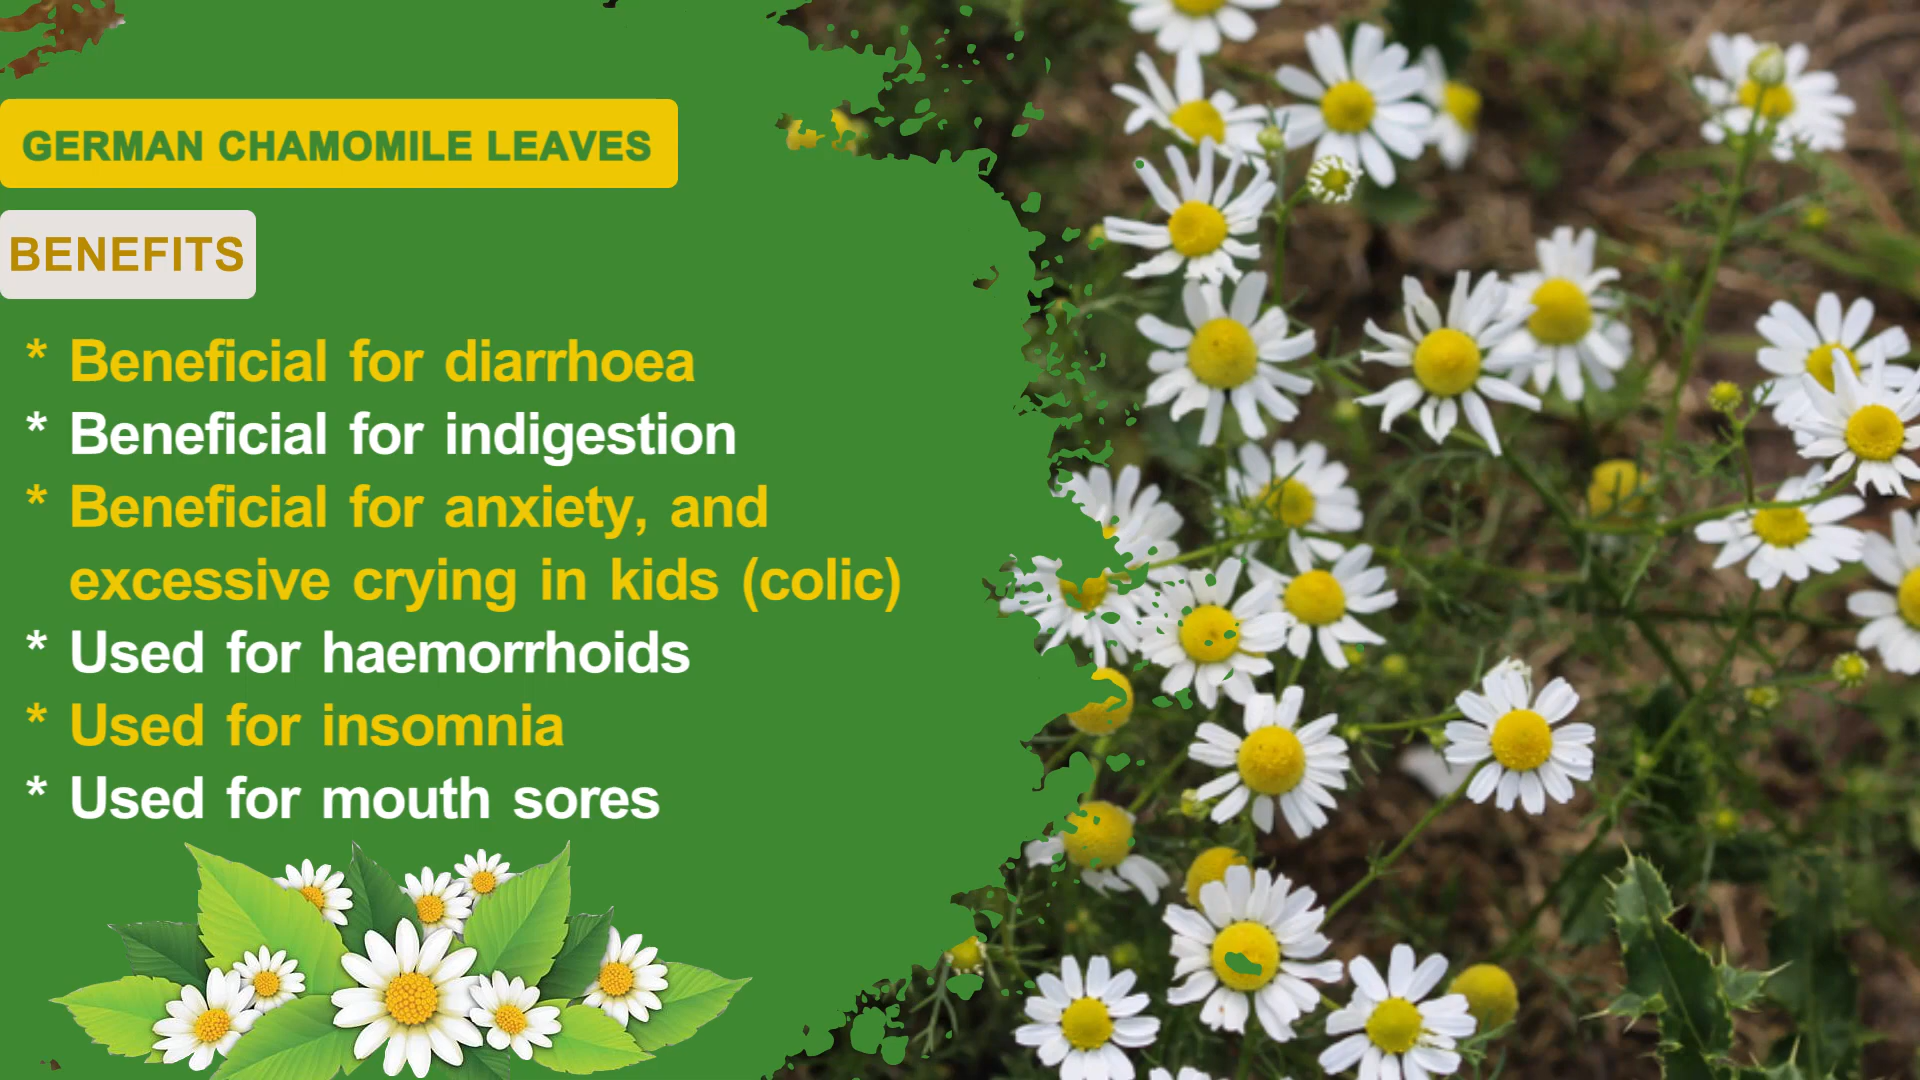 GERMAN CHAMOMILE LEAVES
BENEFITS
* Beneficial for diarrhoea
* Beneficial for indigestion
* Beneficial for anxiety, and
excessive crying in kids (colic)
* Used for haemorrhoids
* Used for insomnia
* Used for mouth sores